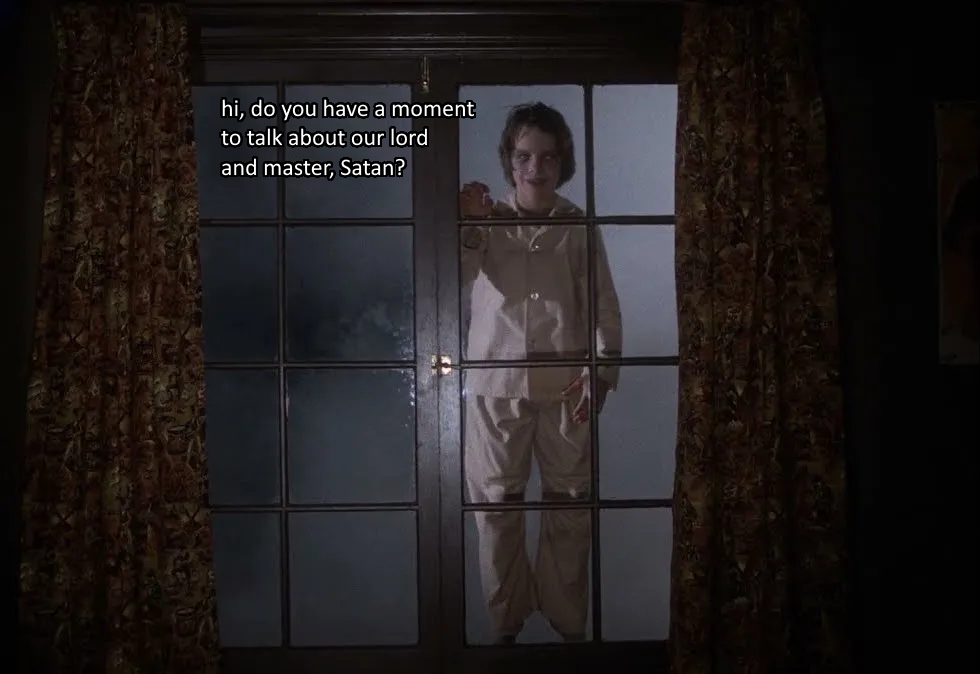 hi, do you have a moment
to talk about our lord
and master, Satan?